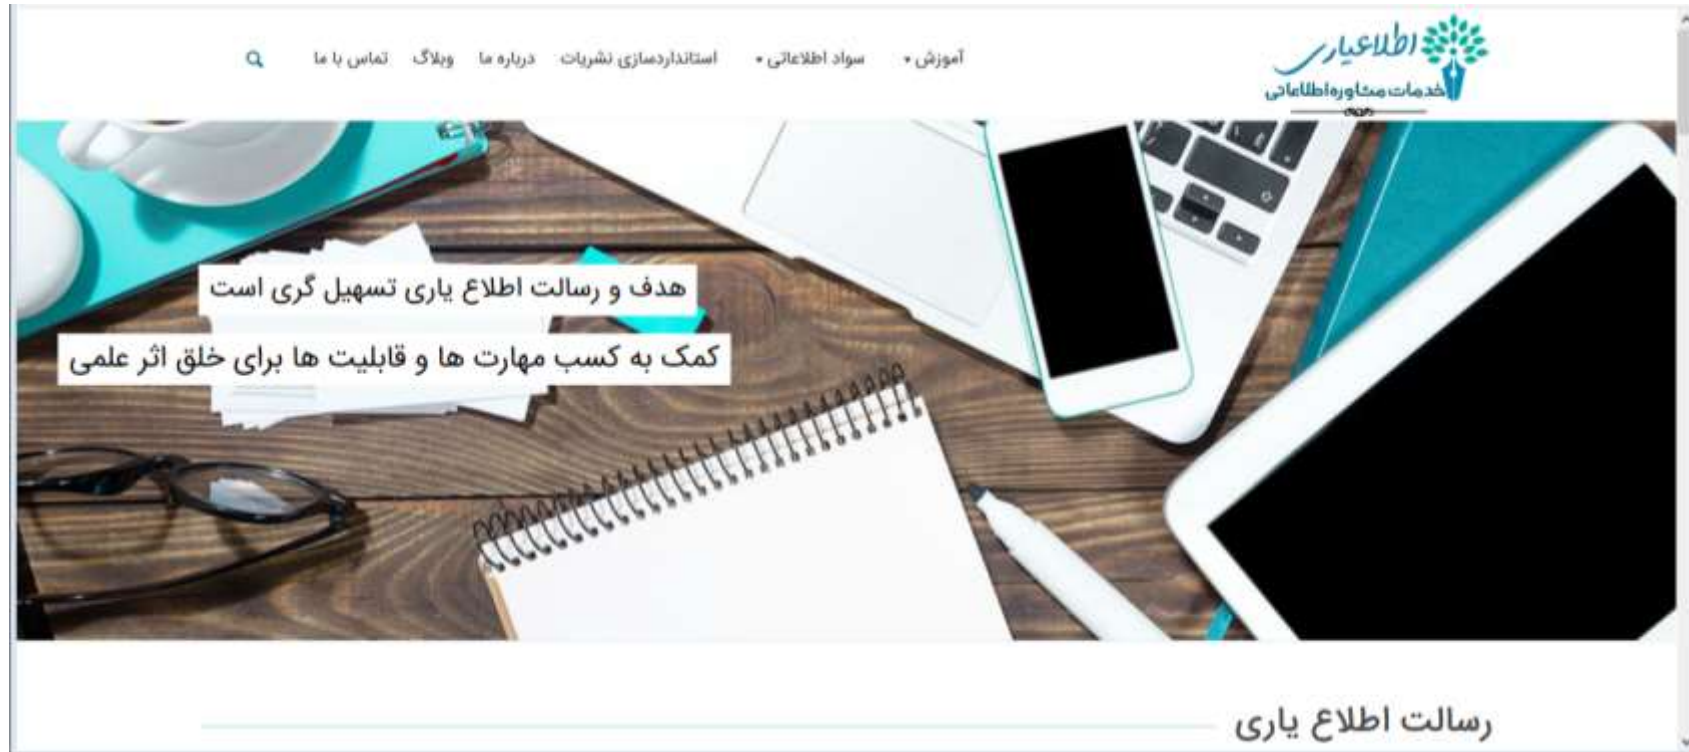 اطلاعیاری
خدمات مشاوره اطلاعاتی
آموزش سواد اطلاعاتی استانداردسازی نشریات درباره ما وبلاگ تماس با ما
هدف و رسالت اطلاع یاری تسهیل گری است
کمک به کسب مهارت ها و قابلیت ها برای خلق اثر علمی
رسالت اطلاع یاری